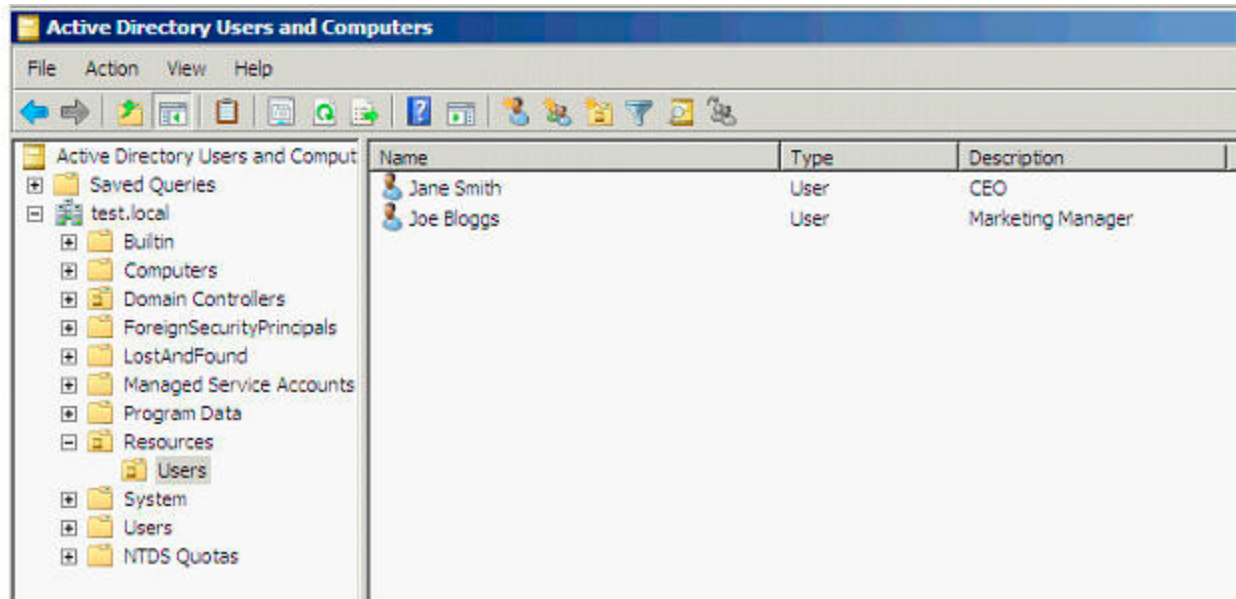 Active Directory Users and Computers
File Action View Help
Active Directory Users and Comput
Saved Queries
test.local
Builtin
Computers
Domain Controllers
ForeignSecurityPrincipals
LostAndFound
Managed Service Accounts
Program Data
Resources
Users
System
Users
NTDS Quotas
Name Type Description
Jane Smith User CEO
Joe Bloggs User Marketing Manager